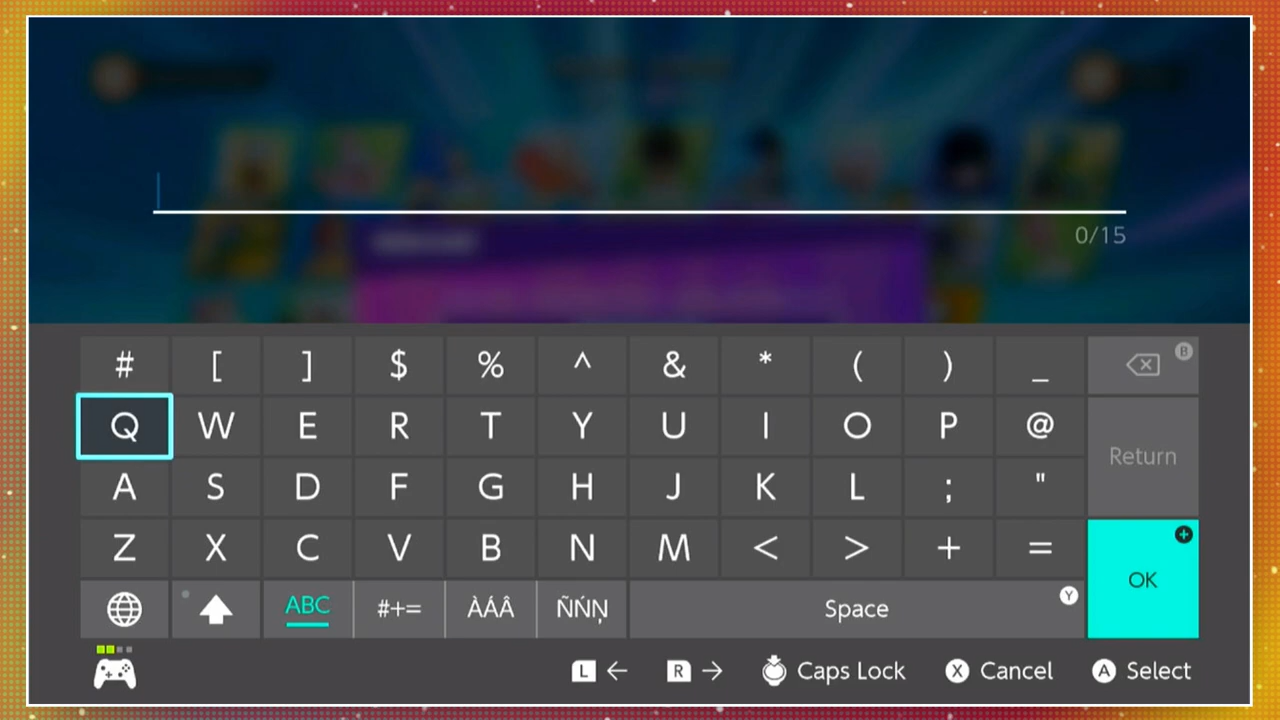 0/15
# [ ] $ % ^ & * ( ) _ B
Q W E R T Y U I O P @
A S D F G H J K L ; " Return
Z X C V B N M < > + = OK
ABC #+= ÀÁÂ ÑŃŅ Space Y
L ← R → Caps Lock X Cancel A Select